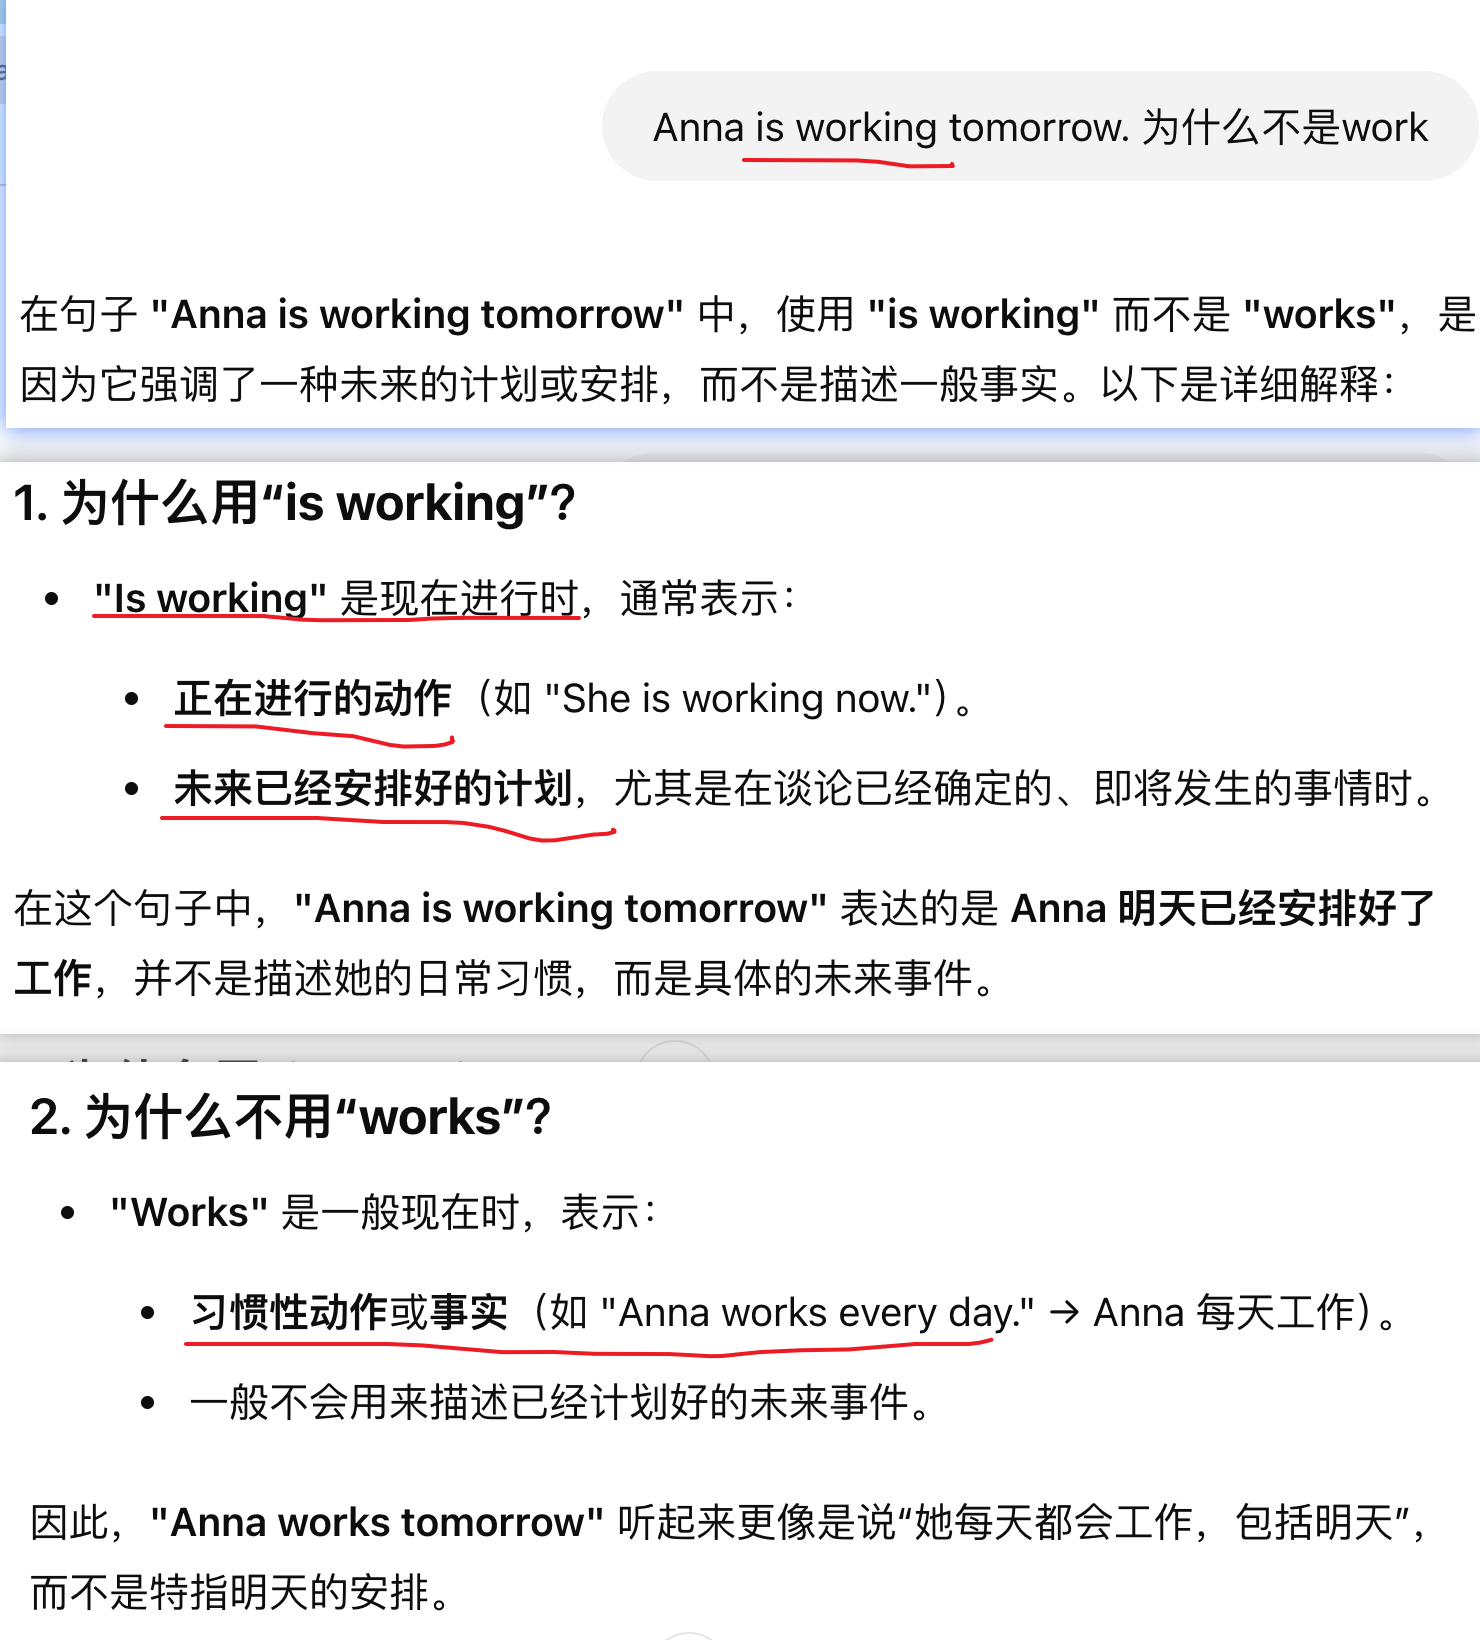 Anna is working tomorrow. 为什么不是work
在句子 "Anna is working tomorrow" 中，使用 "is working" 而不是 "works"，是
因为它强调了一种未来的计划或安排，而不是描述一般事实。以下是详细解释：
1. 为什么用“is working”？
• "Is working" 是现在进行时，通常表示：
• 正在进行的动作（如 "She is working now."）。
• 未来已经安排好的计划，尤其是在谈论已经确定的、即将发生的事情时。
在这个句子中，"Anna is working tomorrow" 表达的是 Anna 明天已经安排好了
工作，并不是描述她的日常习惯，而是具体的未来事件。
2. 为什么不用“works”？
• "Works" 是一般现在时，表示：
• 习惯性动作或事实（如 "Anna works every day." → Anna 每天工作）。
• 一般不会用来描述已经计划好的未来事件。
因此，"Anna works tomorrow" 听起来更像是说“她每天都会工作，包括明天”，
而不是特指明天的安排。